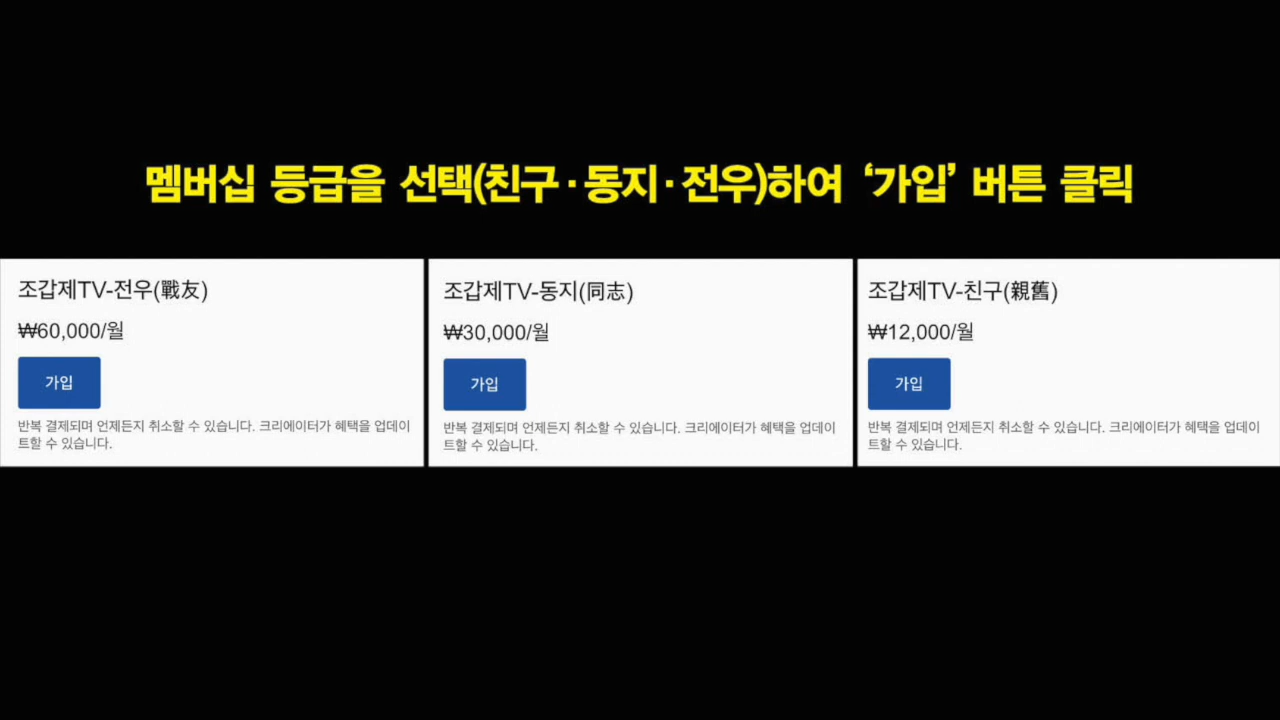 멤버십 등급을 선택(친구·동지·전우)하여 ‘가입’ 버튼 클릭
조갑제TV-전우(戰友)
₩60,000/월
가입
반복 결제되며 언제든지 취소할 수 있습니다. 크리에이터가 혜택을 업데이
트할 수 있습니다.
조갑제TV-동지(同志)
₩30,000/월
가입
반복 결제되며 언제든지 취소할 수 있습니다. 크리에이터가 혜택을 업데이
트할 수 있습니다.
조갑제TV-친구(親舊)
₩12,000/월
가입
반복 결제되며 언제든지 취소할 수 있습니다. 크리에이터가 혜택을 업데이
트할 수 있습니다.